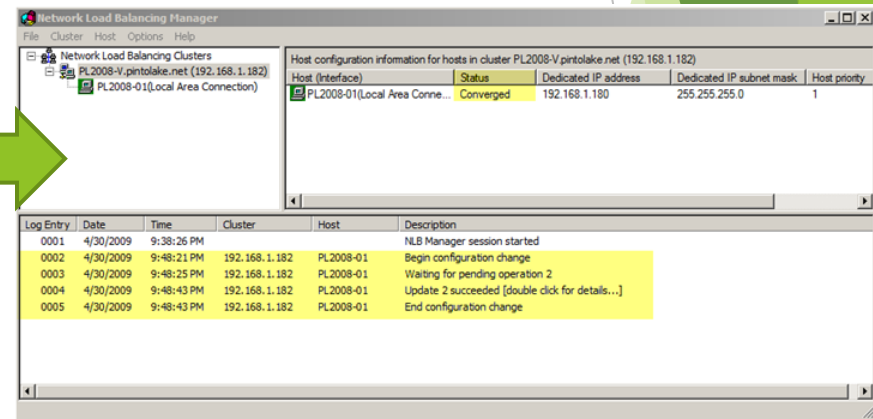 Network Load Balancing Manager
File Cluster Host Options Help
Network Load Balancing Clusters
PL2008-V.pintolake.net (192.168.1.182)
PL2008-01(Local Area Connection)
Host configuration information for hosts in cluster PL2008-V.pintolake.net (192.168.1.182)
Host (Interface) Status Dedicated IP address Dedicated IP subnet mask Host priority
PL2008-01(Local Area Conne... Converged 192.168.1.180 255.255.255.0 1
Log Entry Date Time Cluster Host Description
0001 4/30/2009 9:38:26 PM NLB Manager session started
0002 4/30/2009 9:48:21 PM 192.168.1.182 PL2008-01 Begin configuration change
0003 4/30/2009 9:48:25 PM 192.168.1.182 PL2008-01 Waiting for pending operation 2
0004 4/30/2009 9:48:43 PM 192.168.1.182 PL2008-01 Update 2 succeeded [double click for details...]
0005 4/30/2009 9:48:43 PM 192.168.1.182 PL2008-01 End configuration change